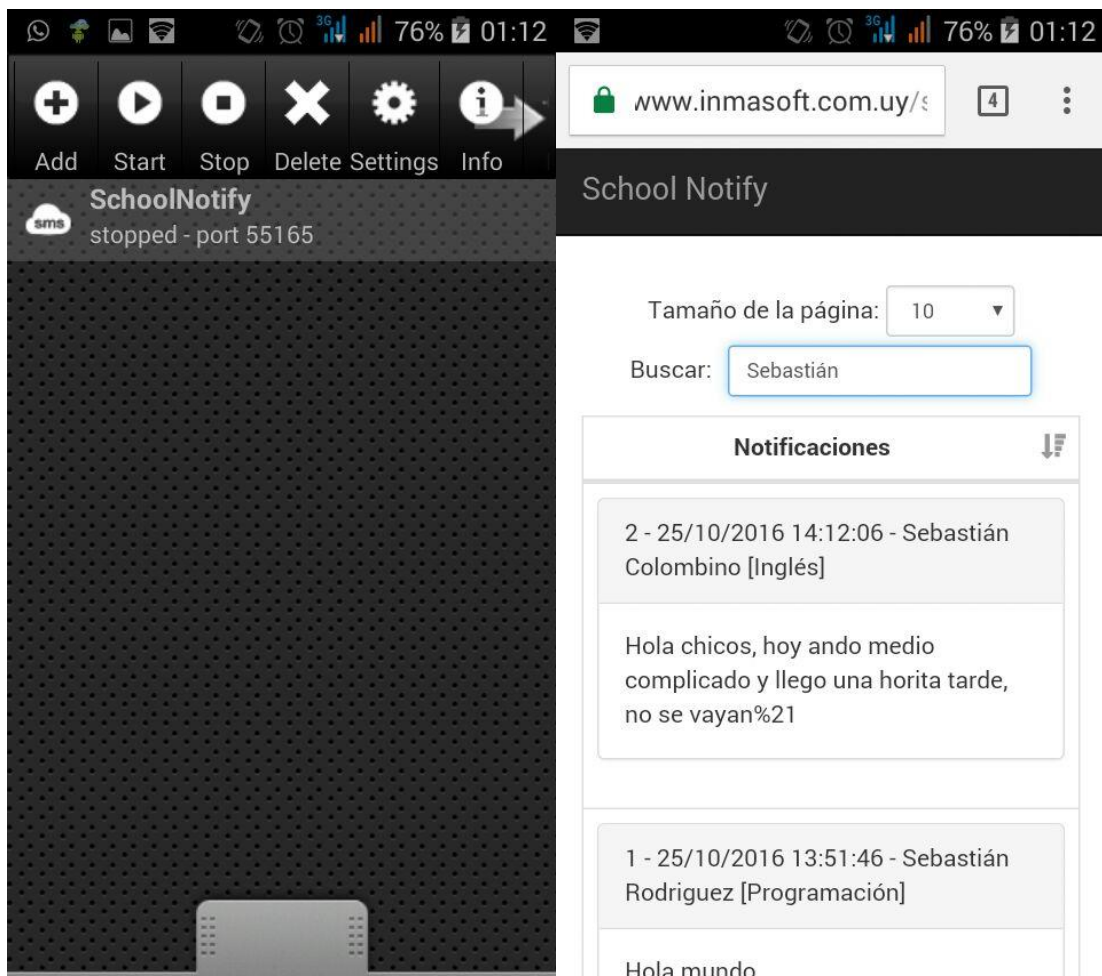 3G 76% 01:12
Add Start Stop Delete Settings Info
sms
SchoolNotify
stopped - port 55165
3G 76% 01:12
www.inmasoft.com.uy/s
4
School Notify
Tamaño de la página: 10
Buscar: Sebastián
Notificaciones
2 - 25/10/2016 14:12:06 - Sebastián
Colombino [Inglés]
Hola chicos, hoy ando medio
complicado y llego una horita tarde,
no se vayan%21
1 - 25/10/2016 13:51:46 - Sebastián
Rodriguez [Programación]
Hola mundo